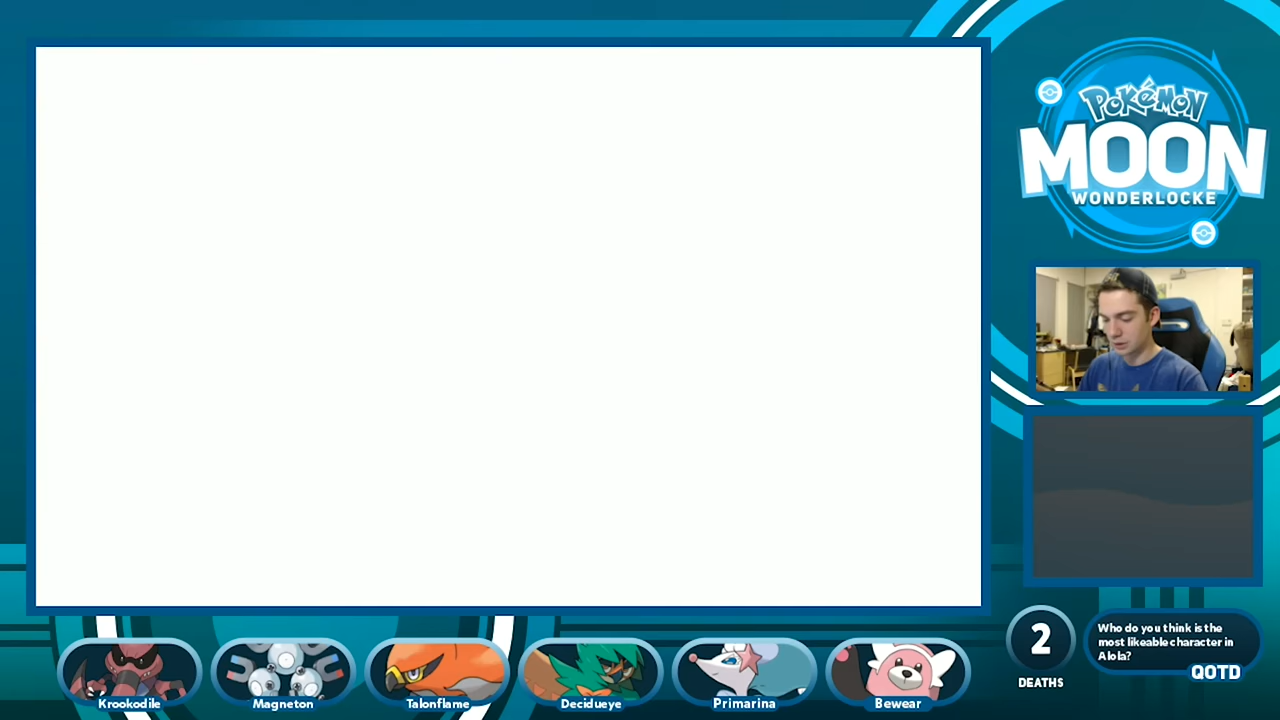 POKéMON
MOON
WONDERLOCKE
2
DEATHS
Who do you think is the
most likeable character in
Alola?
QOTD
Krookodile
Magneton
Talonflame
Decidueye
Primarina
Bewear